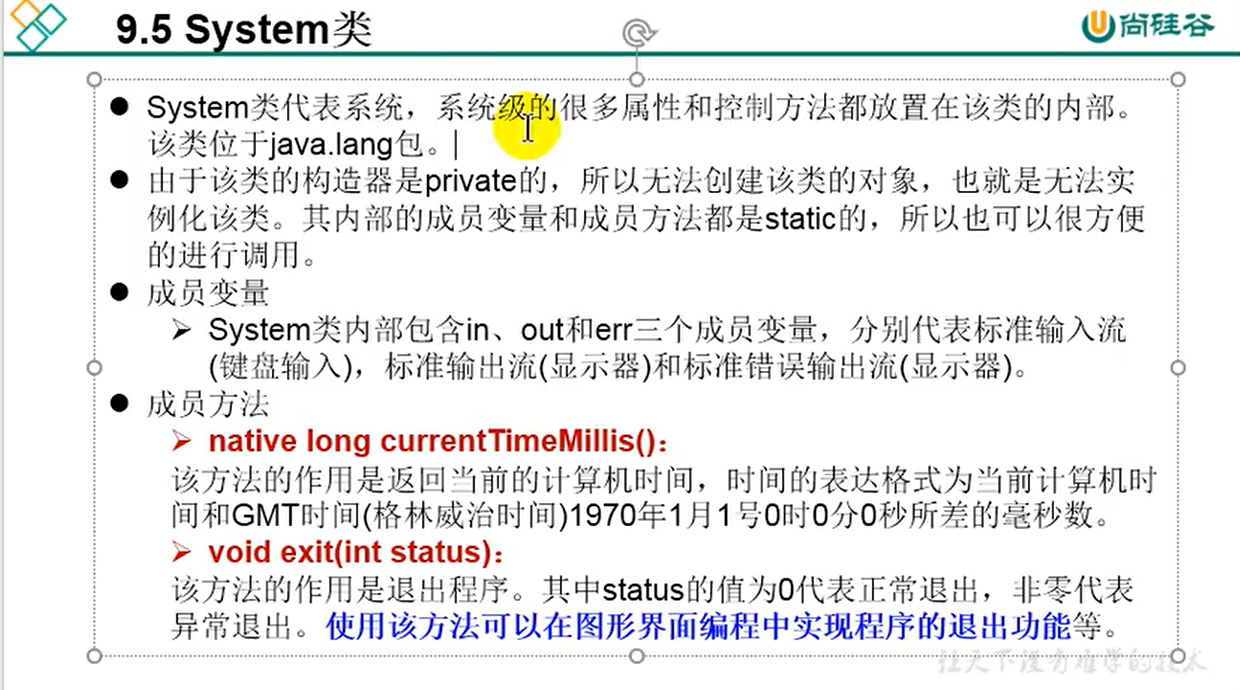 9.5 System类
尚硅谷
● System类代表系统，系统级的很多属性和控制方法都放置在该类的内部。
该类位于java.lang包。
● 由于该类的构造器是private的，所以无法创建该类的对象，也就是无法实
例化该类。其内部的成员变量和成员方法都是static的，所以也可以很方便
的进行调用。
● 成员变量
➢ System类内部包含in、out和err三个成员变量，分别代表标准输入流
(键盘输入)，标准输出流(显示器)和标准错误输出流(显示器)。
● 成员方法
➢ native long currentTimeMillis()：
该方法的作用是返回当前的计算机时间，时间的表达格式为当前计算机时
间和GMT时间(格林威治时间)1970年1月1号0时0分0秒所差的毫秒数。
➢ void exit(int status)：
该方法的作用是退出程序。其中status的值为0代表正常退出，非零代表
异常退出。使用该方法可以在图形界面编程中实现程序的退出功能等。
让天下没有难学的技术